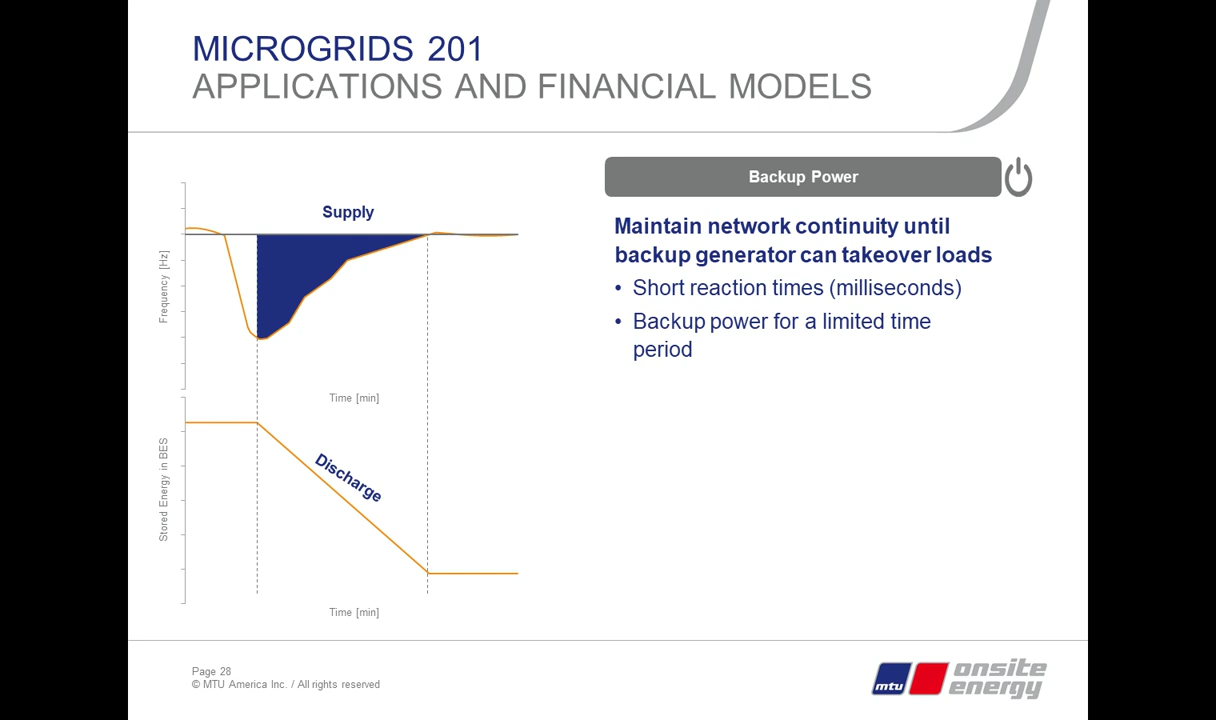 MICROGRIDS 201
APPLICATIONS AND FINANCIAL MODELS
Supply
Frequency [Hz]
Time [min]
Discharge
Stored Energy in BES
Time [min]
Backup Power
Maintain network continuity until
backup generator can takeover loads
• Short reaction times (milliseconds)
• Backup power for a limited time
period
Page 28
© MTU America Inc. / All rights reserved
mtu
onsite
energy